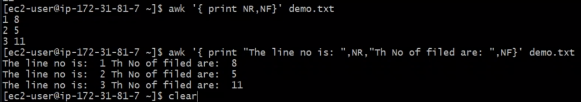 [ec2-user@ip-172-31-81-7 ~]$ awk '{ print NR,NF}' demo.txt
1 8
2 5
3 11
[ec2-user@ip-172-31-81-7 ~]$ awk '{ print "The line no is: ",NR,"Th No of filed are: ",NF}' demo.txt
The line no is:  1 Th No of filed are:  8
The line no is:  2 Th No of filed are:  5
The line no is:  3 Th No of filed are:  11
[ec2-user@ip-172-31-81-7 ~]$ clear